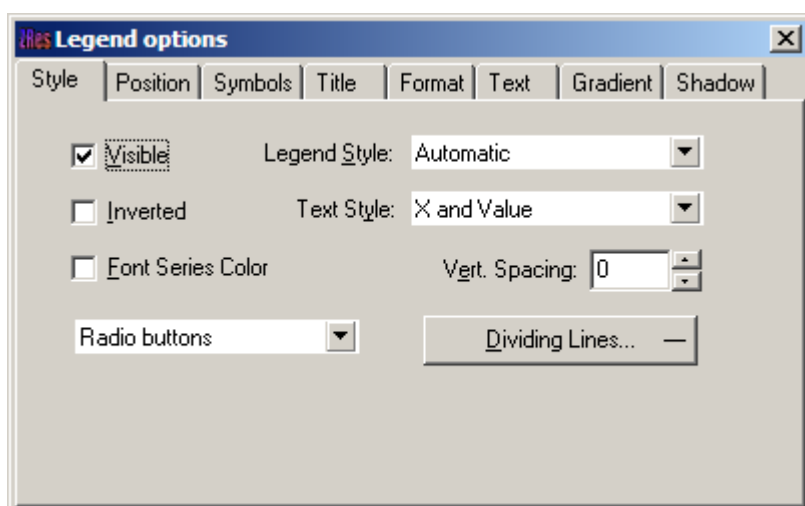 Legend options
Style Position Symbols Title Format Text Gradient Shadow
Visible Legend Style: Automatic
Inverted Text Style: X and Value
Font Series Color Vert. Spacing: 0
Radio buttons Dividing Lines...